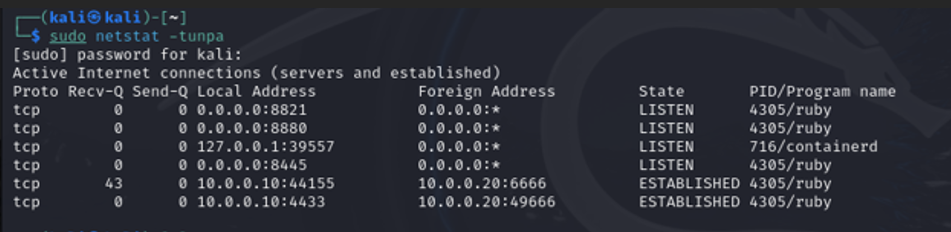 ┌──(kali㉿kali)-[~]
└─$ sudo netstat -tunpa
[sudo] password for kali:
Active Internet connections (servers and established)
Proto Recv-Q Send-Q Local Address           Foreign Address         State       PID/Program name
tcp        0      0 0.0.0.0:8821            0.0.0.0:*               LISTEN      4305/ruby
tcp        0      0 0.0.0.0:8880            0.0.0.0:*               LISTEN      4305/ruby
tcp        0      0 127.0.0.1:39557         0.0.0.0:*               LISTEN      716/containerd
tcp        0      0 0.0.0.0:8445            0.0.0.0:*               LISTEN      4305/ruby
tcp       43      0 10.0.0.10:44155         10.0.0.20:6666          ESTABLISHED 4305/ruby
tcp        0      0 10.0.0.10:4433          10.0.0.20:49666         ESTABLISHED 4305/ruby